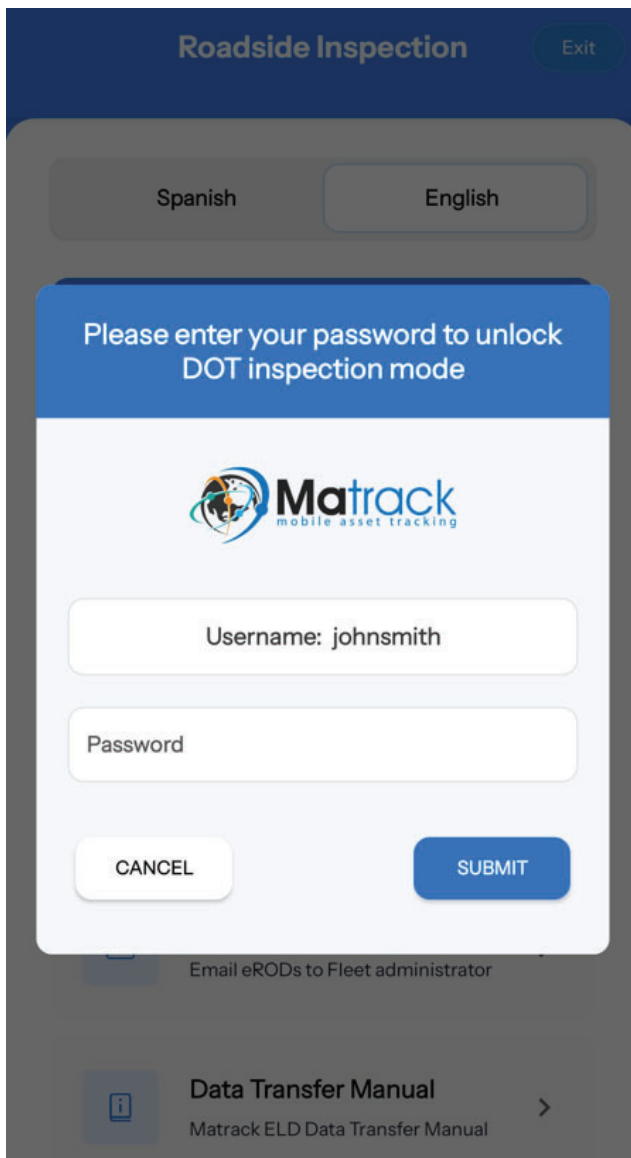 Roadside Inspection
Exit
Spanish
English
Please enter your password to unlock
DOT inspection mode
Matrack
mobile asset tracking
Username: johnsmith
Password
CANCEL
SUBMIT
Email eRODs to Fleet administrator
Data Transfer Manual
Matrack ELD Data Transfer Manual